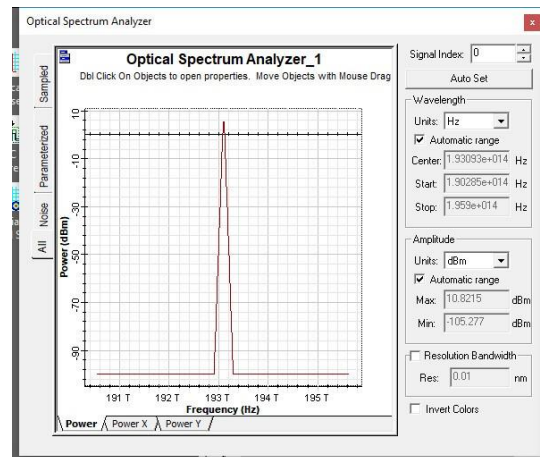 Optical Spectrum Analyzer
x
Optical Spectrum Analyzer_1
Dbl Click On Objects to open properties. Move Objects with Mouse Drag
Sampled
Parameterized
Noise
All
Power (dBm)
10
-10
-30
-50
-70
-90
191 T 192 T 193 T 194 T 195 T
Frequency (Hz)
Power Power X Power Y
Signal Index: 0
Auto Set
Wavelength
Units: Hz
Automatic range
Center: 1.93093e+014 Hz
Start: 1.90285e+014 Hz
Stop: 1.959e+014 Hz
Amplitude
Units: dBm
Automatic range
Max: 10.8215 dBm
Min: -105.277 dBm
Resolution Bandwidth
Res: 0.01 nm
Invert Colors